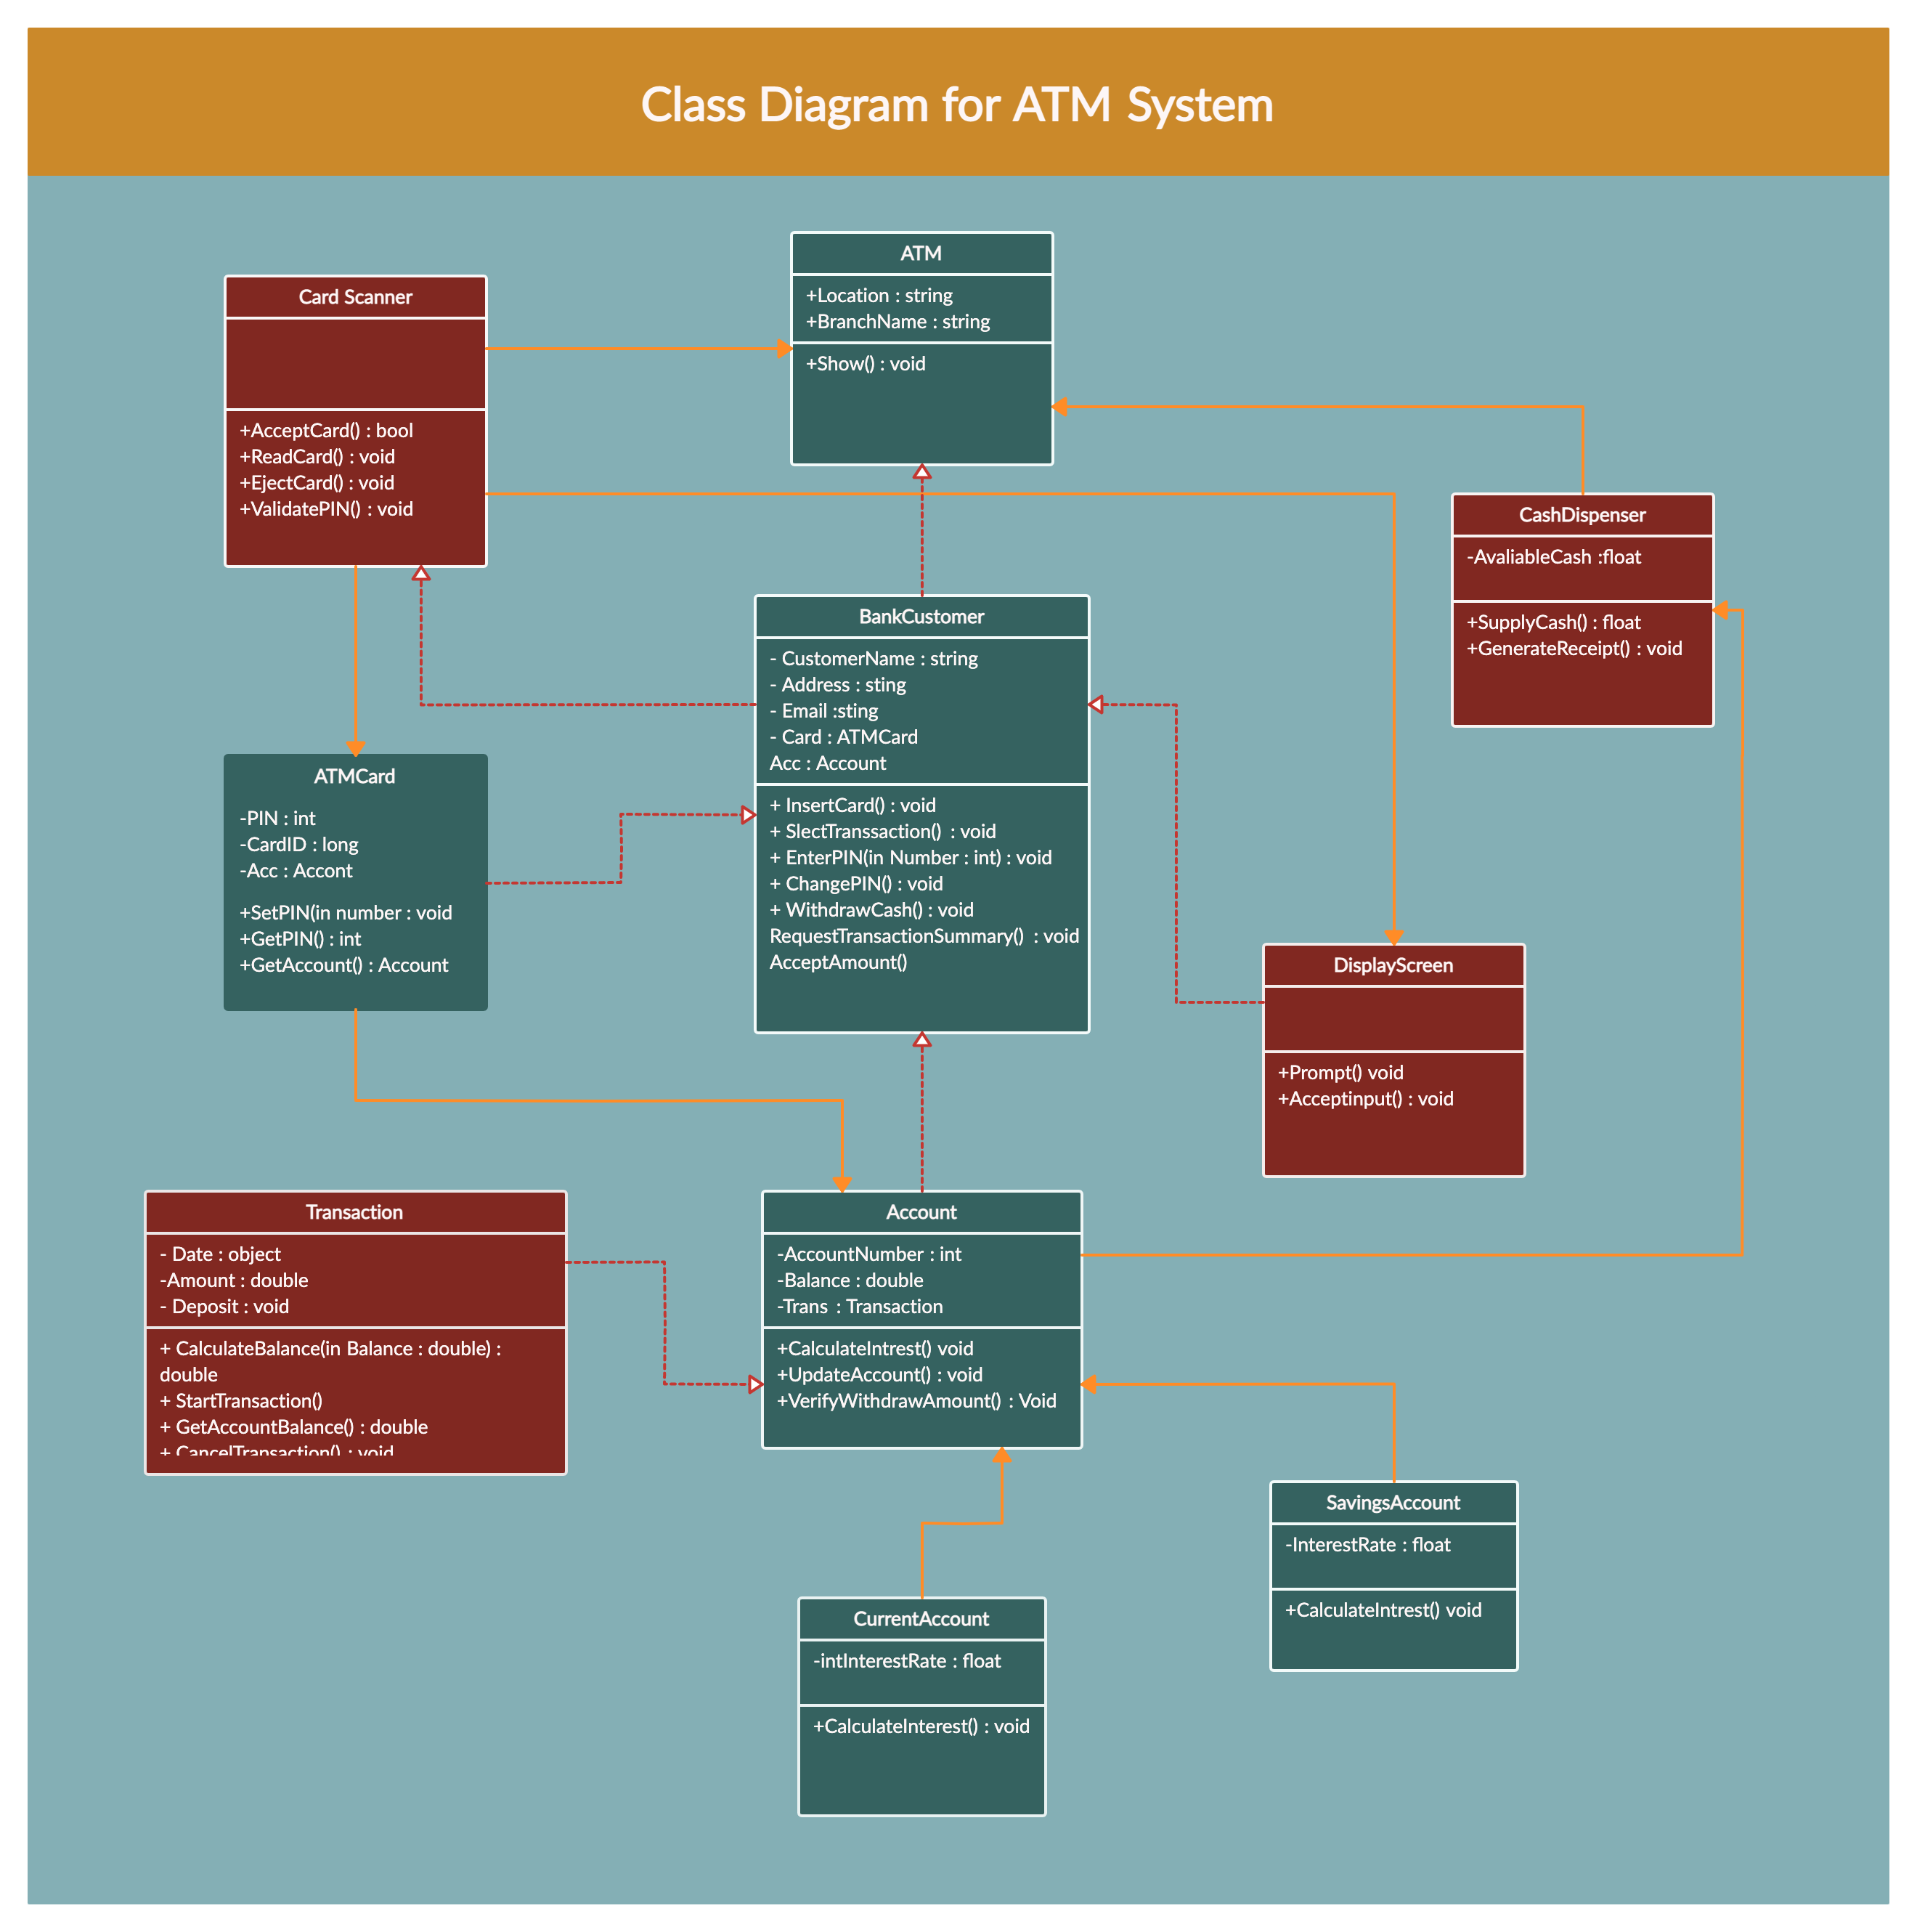 Class Diagram for ATM System
ATM
+Location : string
+BranchName : string
+Show() : void
Card Scanner
+AcceptCard() : bool
+ReadCard() : void
+EjectCard() : void
+ValidatePIN() : void
CashDispenser
-AvaliableCash :float
+SupplyCash() : float
+GenerateReceipt() : void
BankCustomer
- CustomerName : string
- Address : sting
- Email :sting
- Card : ATMCard
Acc : Account
+ InsertCard() : void
+ SlectTranssaction() : void
+ EnterPIN(in Number : int) : void
+ ChangePIN() : void
+ WithdrawCash() : void
RequestTransactionSummary() : void
AcceptAmount()
ATMCard
-PIN : int
-CardID : long
-Acc : Accont
+SetPIN(in number : void
+GetPIN() : int
+GetAccount() : Account
DisplayScreen
+Prompt() void
+Acceptinput() : void
Transaction
- Date : object
-Amount : double
- Deposit : void
+ CalculateBalance(in Balance : double) :
double
+ StartTransaction()
+ GetAccountBalance() : double
+ CancelTransaction() : void
Account
-AccountNumber : int
-Balance : double
-Trans : Transaction
+CalculateIntrest() void
+UpdateAccount() : void
+VerifyWithdrawAmount() : Void
SavingsAccount
-InterestRate : float
+CalculateIntrest() void
CurrentAccount
-intInterestRate : float
+CalculateInterest() : void